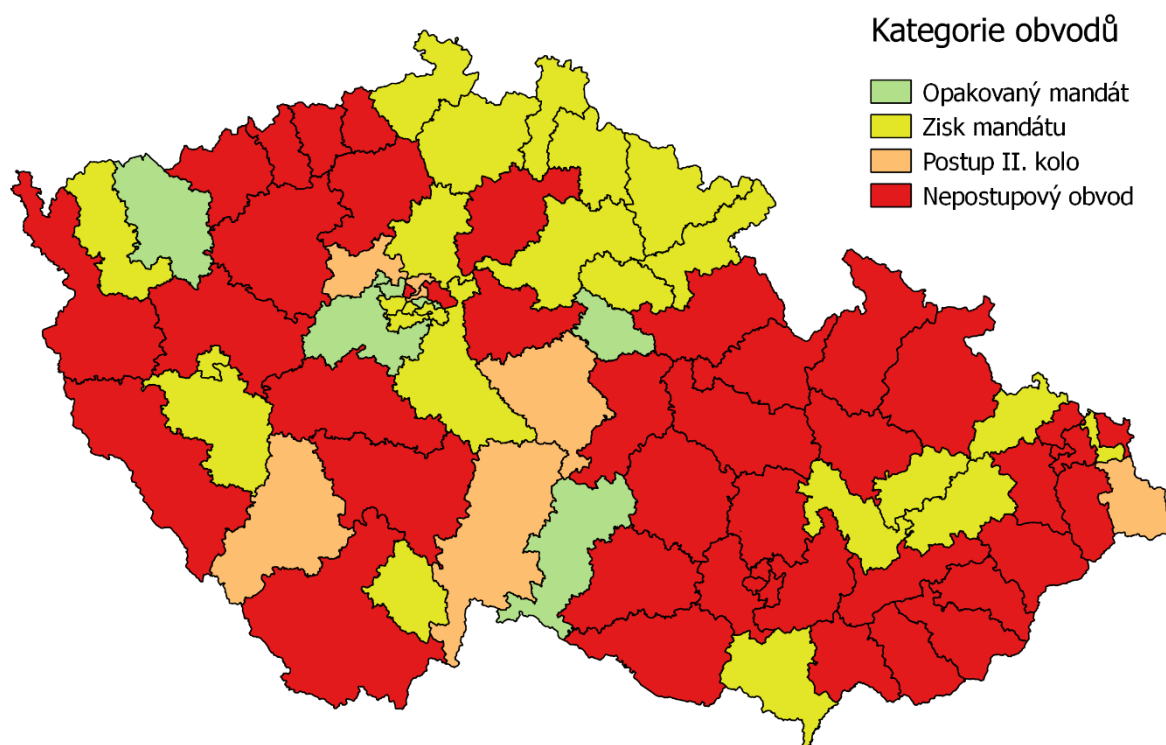 Kategorie obvodů
Opakovaný mandát
Zisk mandátu
Postup II. kolo
Nepostupový obvod